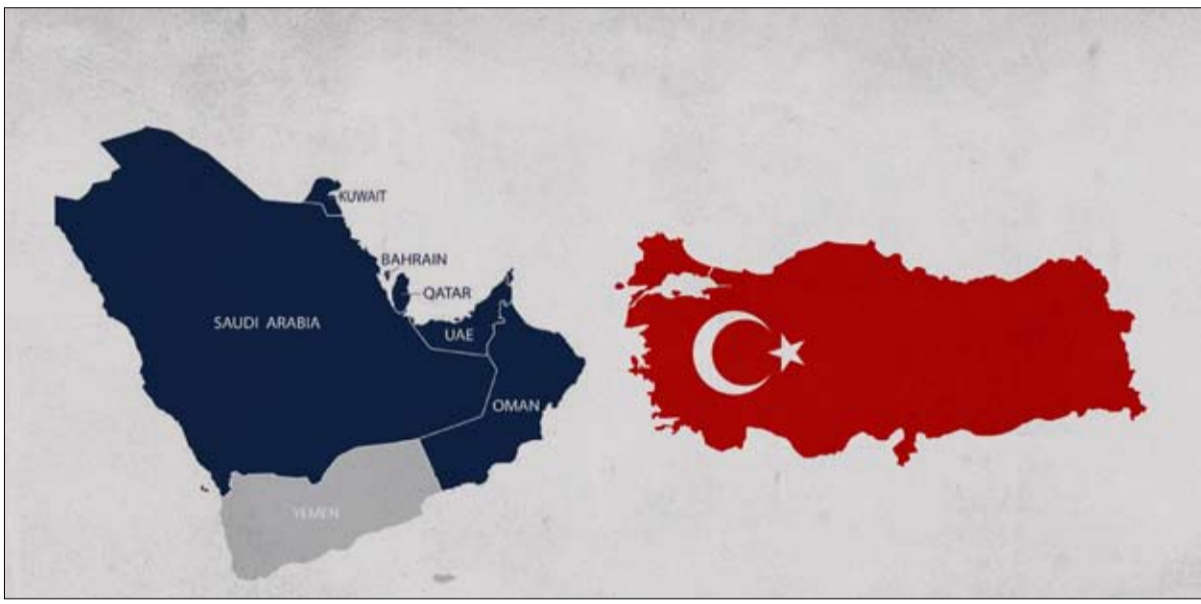 KUWAIT
BAHRAIN
QATAR
SAUDI ARABIA
UAE
OMAN
YEMEN